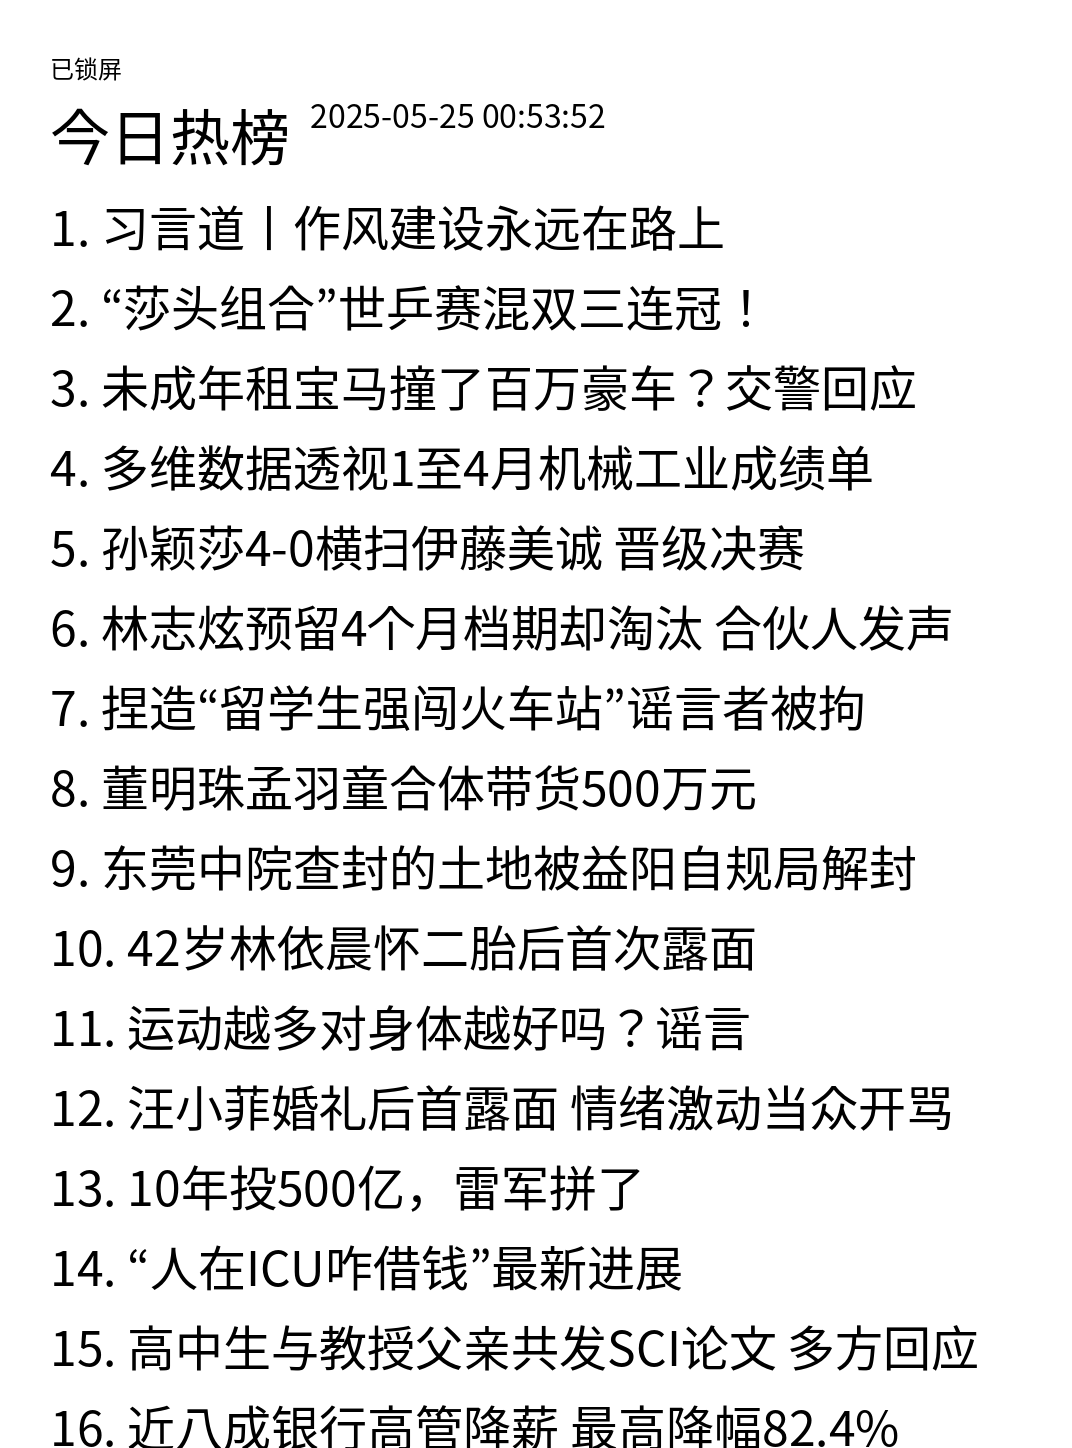 已锁屏
今日热榜 2025-05-25 00:53:52
1. 习言道丨作风建设永远在路上
2. “莎头组合”世乒赛混双三连冠！
3. 未成年租宝马撞了百万豪车？交警回应
4. 多维数据透视1至4月机械工业成绩单
5. 孙颖莎4-0横扫伊藤美诚 晋级决赛
6. 林志炫预留4个月档期却淘汰 合伙人发声
7. 捏造“留学生强闯火车站”谣言者被拘
8. 董明珠孟羽童合体带货500万元
9. 东莞中院查封的土地被益阳自规局解封
10. 42岁林依晨怀二胎后首次露面
11. 运动越多对身体越好吗？谣言
12. 汪小菲婚礼后首露面 情绪激动当众开骂
13. 10年投500亿，雷军拼了
14. “人在ICU咋借钱”最新进展
15. 高中生与教授父亲共发SCI论文 多方回应
16. 近八成银行高管降薪 最高降幅82.4%